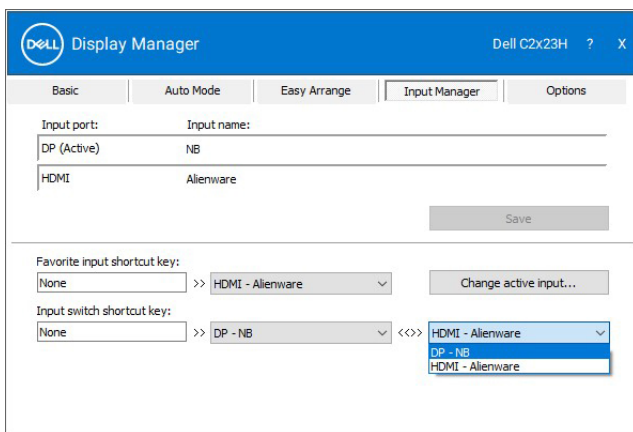 DELL Display Manager Dell C2x23H ? X
Basic Auto Mode Easy Arrange Input Manager Options
Input port: Input name:
DP (Active) NB
HDMI Alienware
Save
Favorite input shortcut key:
None >> HDMI - Alienware Change active input...
Input switch shortcut key:
None >> DP - NB <<>> HDMI - Alienware
DP - NB
HDMI - Alienware